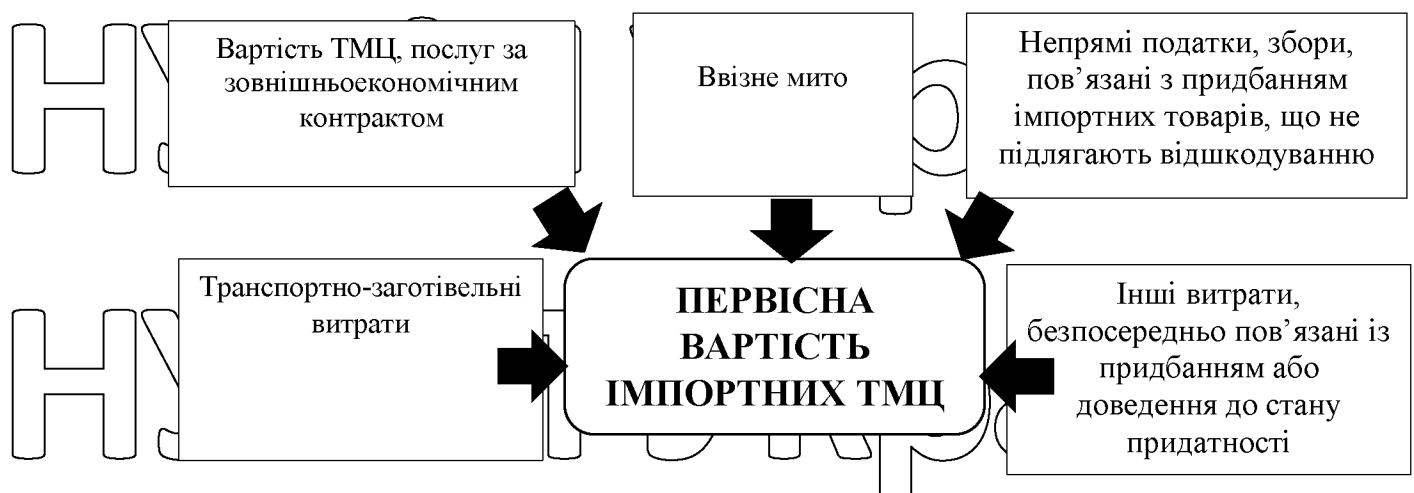 Вартість ТМЦ, послуг за
зовнішньоекономічним
контрактом
Ввізне мито
Непрямі податки, збори,
пов’язані з придбанням
імпортних товарів, що не
підлягають відшкодуванню
Транспортно-заготівельні
витрати
ПЕРВІСНА
ВАРТІСТЬ
ІМПОРТНИХ ТМЦ
Інші витрати,
безпосередньо пов’язані із
придбанням або
доведення до стану
придатності